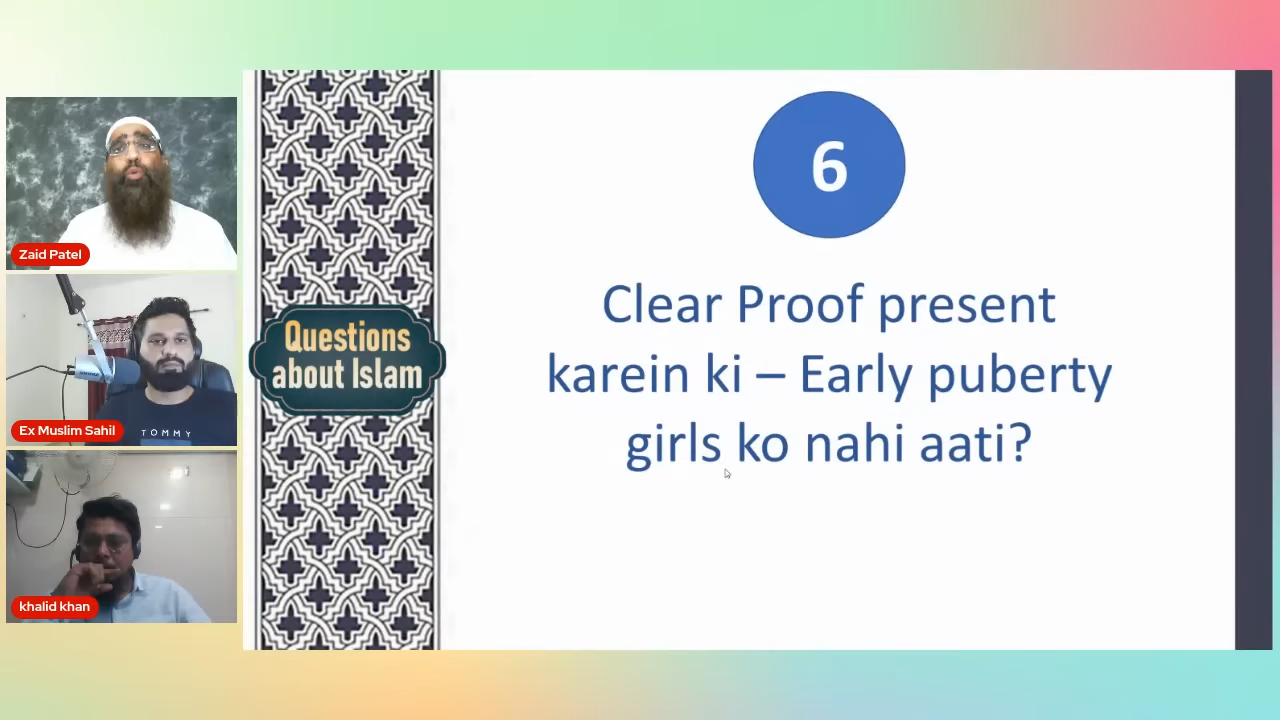 Zaid Patel
Ex Muslim Sahil
TOMMY
khalid khan
Questions
about Islam
6
Clear Proof present
karein ki – Early puberty
girls ko nahi aati?